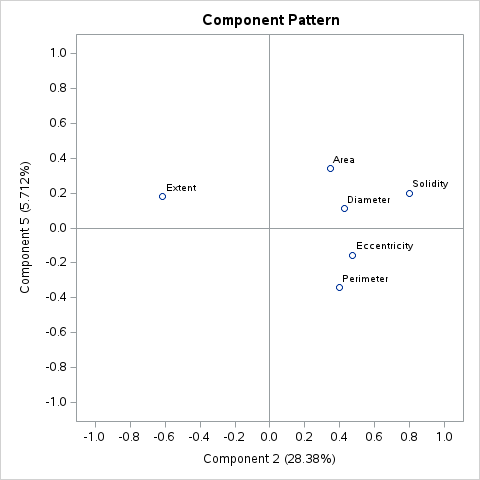 Component Pattern
1.0
0.8
0.6
0.4
0.2
0.0
-0.2
-0.4
-0.6
-0.8
-1.0
Component 5 (5.712%)
Area
Extent
Solidity
Diameter
Eccentricity
Perimeter
-1.0 -0.8 -0.6 -0.4 -0.2 0.0 0.2 0.4 0.6 0.8 1.0
Component 2 (28.38%)